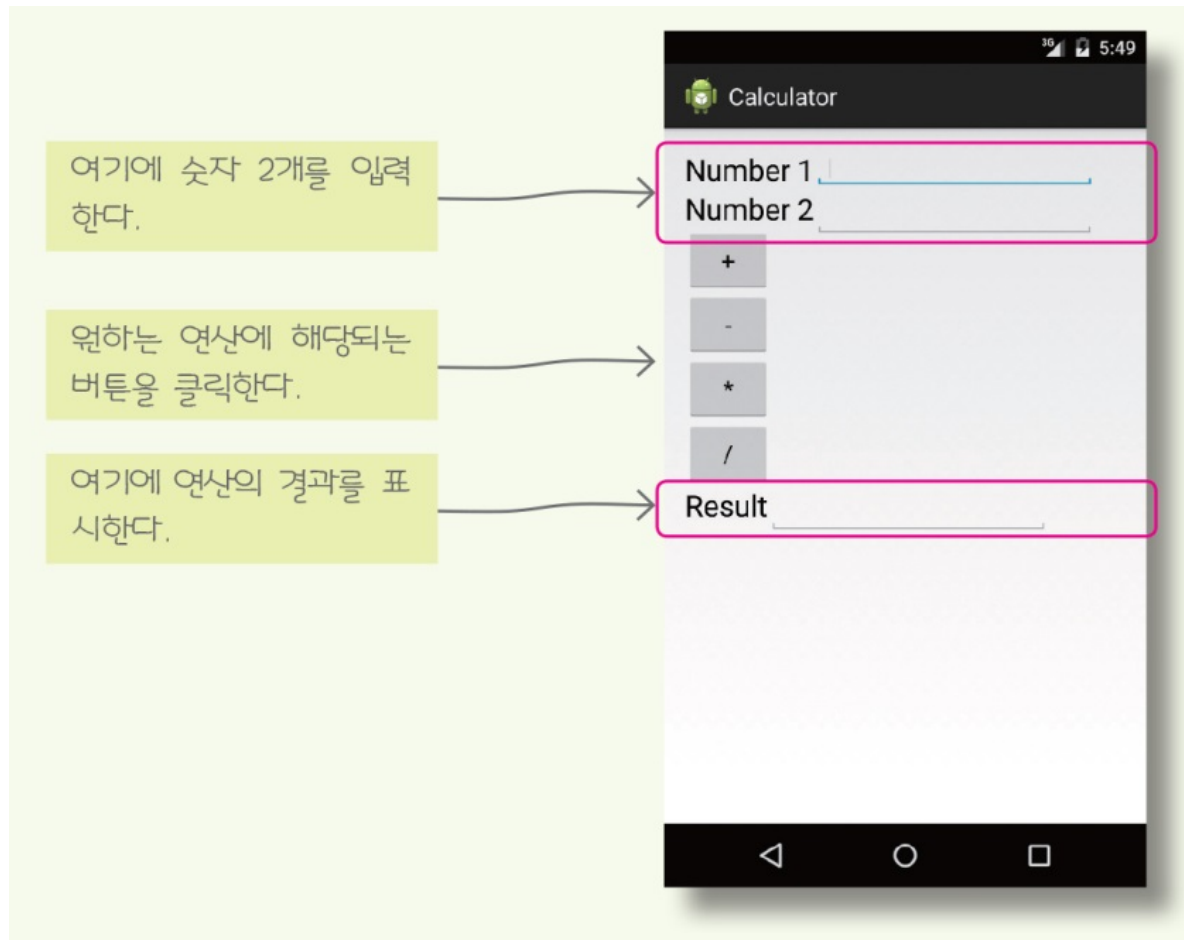 3G 5:49
Calculator
여기에 숫자 2개를 입력
한다.
Number 1
Number 2
+
-
원하는 연산에 해당되는
버튼을 클릭한다.
*
/
여기에 연산의 결과를 표
시한다.
Result